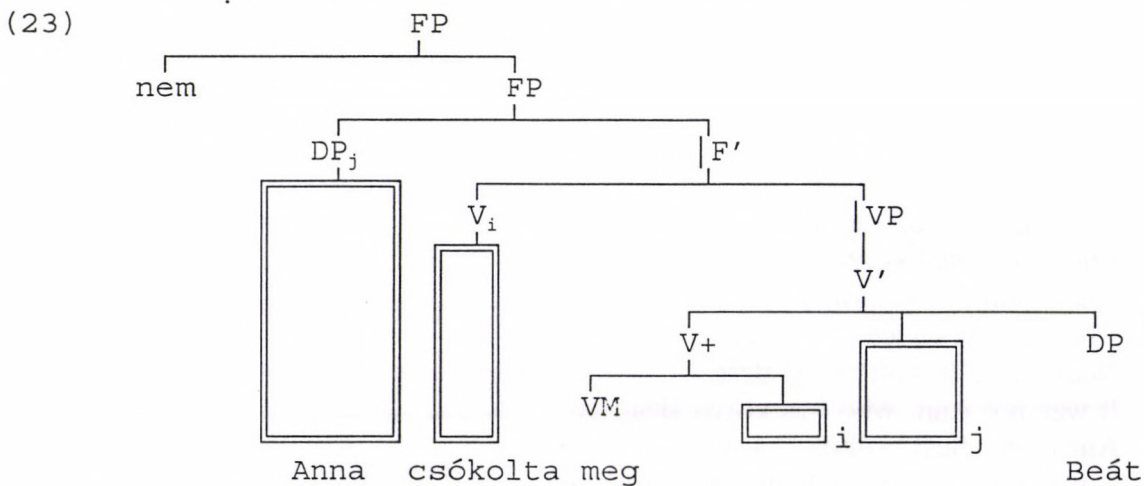 (23) FP
nem FP
DPj F'
Vi VP
V'
V+ DP
VM i j
Anna csókolta meg Beát